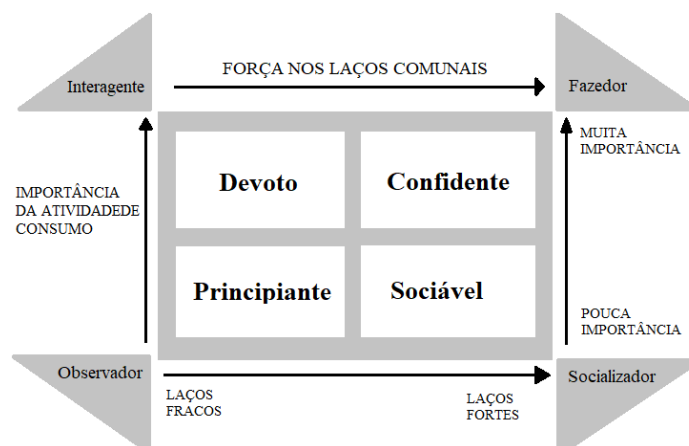 FORÇA NOS LAÇOS COMUNAIS
Interagente
Fazedor
MUITA
IMPORTÂNCIA
Devoto
Confidente
IMPORTÂNCIA
DA ATIVIDADEDE
CONSUMO
Principiante
Sociável
POUCA
IMPORTÂNCIA
Observador
Socializador
LAÇOS
FRACOS
LAÇOS
FORTES